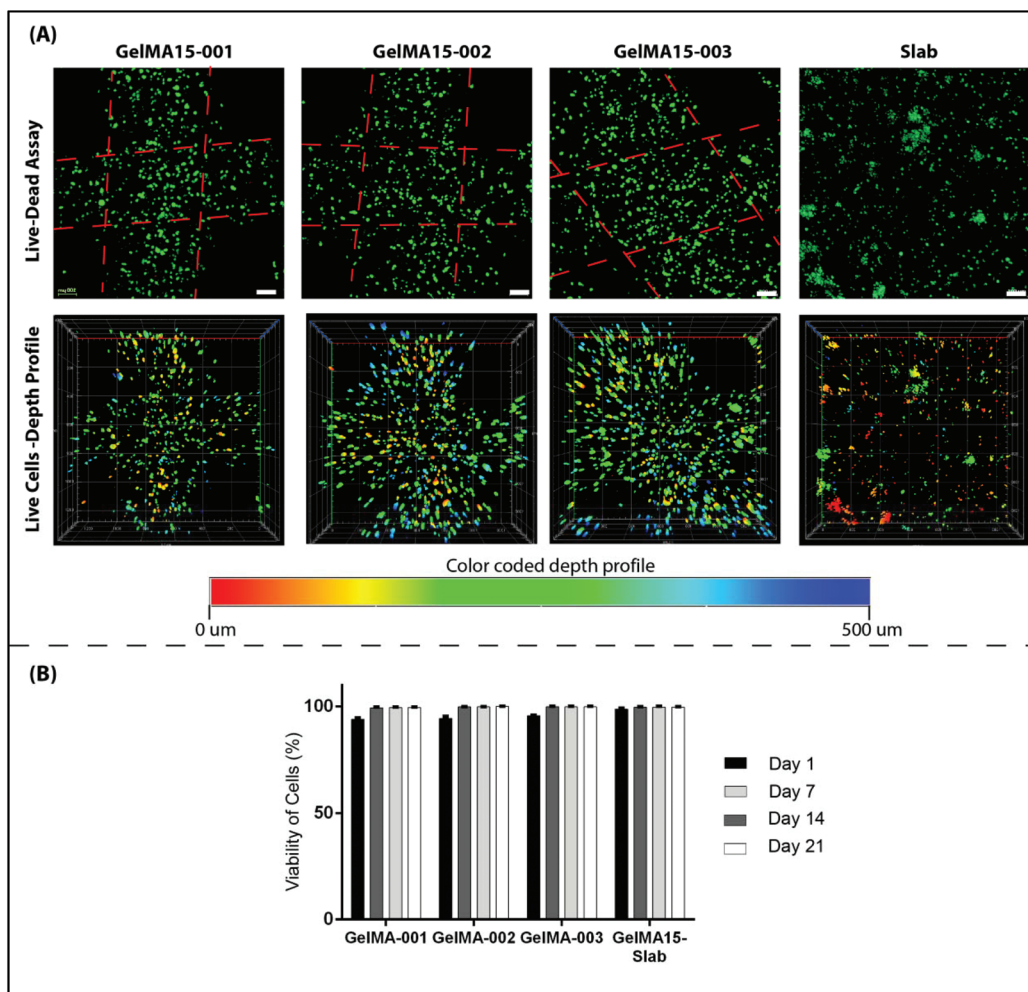 (A)
GelMA15-001
GelMA15-002
GelMA15-003
Slab
Live-Dead Assay
Live Cells -Depth Profile
Color coded depth profile
0 um
500 um
(B)
Viability of Cells (%)
100
50
0
GelMA-001
GelMA-002
GelMA-003
GelMA15-
Slab
Day 1
Day 7
Day 14
Day 21